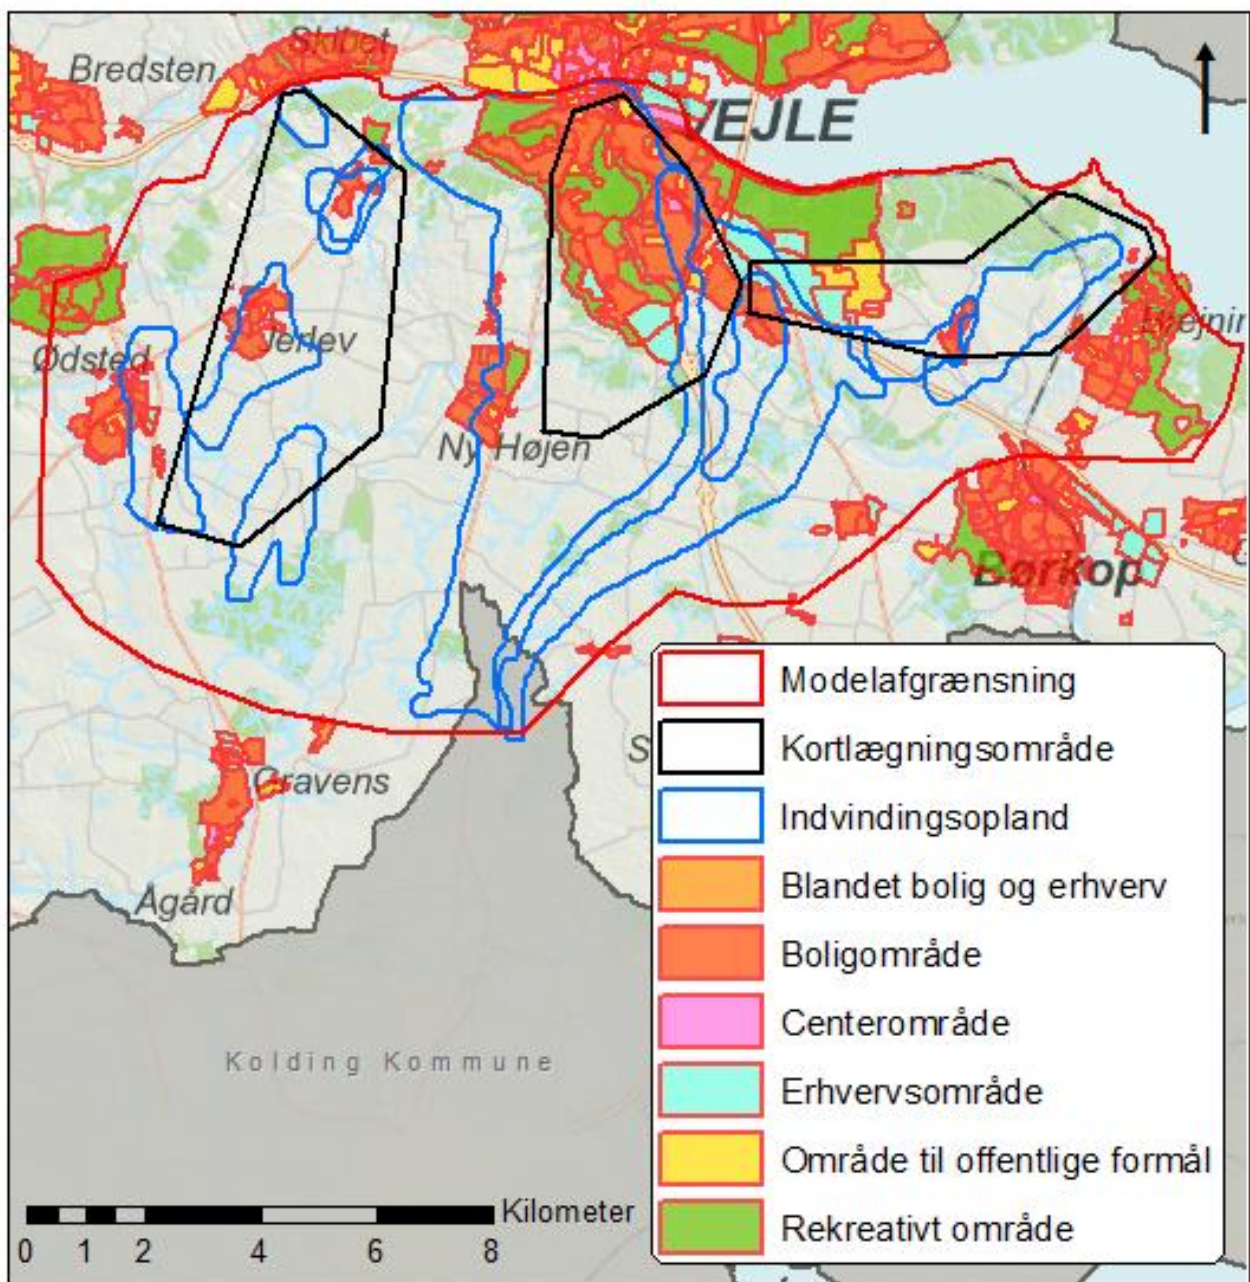 Skibet
Bredsten
VEJLE
Ødsted
Jerlev
Ny Højen
Børkop
Gravens
Ågård
Kolding Kommune
Modelafgrænsning
Kortlægningsområde
Indvindingsopland
Blandet bolig og erhverv
Boligområde
Centerområde
Erhvervsområde
Område til offentlige formål
Rekreativt område
Kilometer
0 1 2 4 6 8